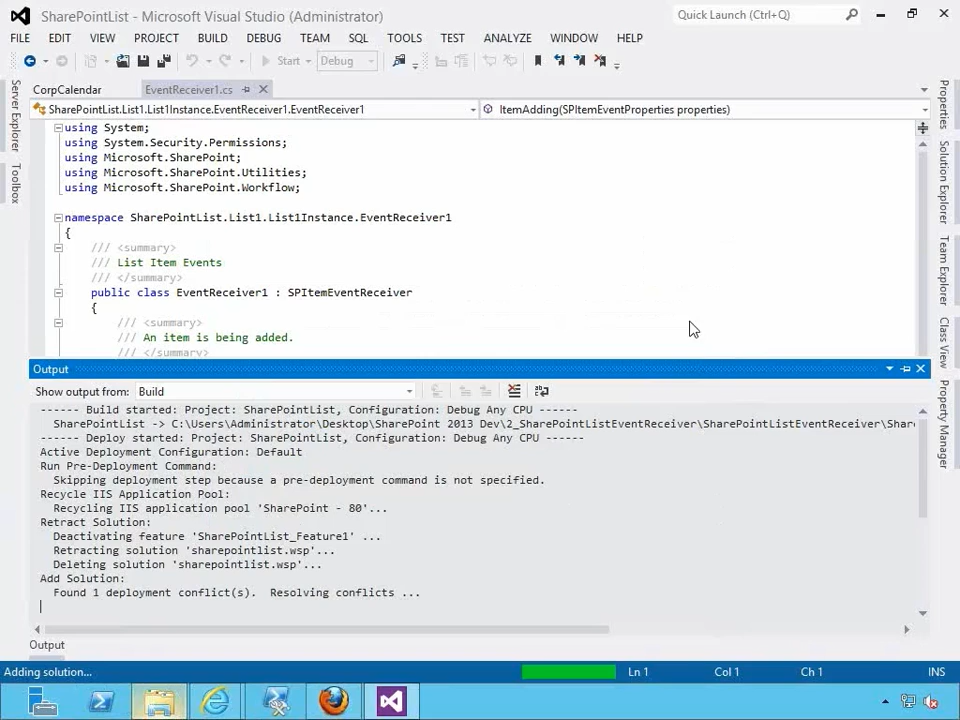 SharePointList - Microsoft Visual Studio (Administrator)
Quick Launch (Ctrl+Q)
FILE EDIT VIEW PROJECT BUILD DEBUG TEAM SQL TOOLS TEST ANALYZE WINDOW HELP
Start Debug
CorpCalendar EventReceiver1.cs
SharePointList.List1.List1Instance.EventReceiver1.EventReceiver1 ItemAdding(SPItemEventProperties properties)
Server Explorer
Toolbox
using System;
using System.Security.Permissions;
using Microsoft.SharePoint;
using Microsoft.SharePoint.Utilities;
using Microsoft.SharePoint.Workflow;
namespace SharePointList.List1.List1Instance.EventReceiver1
{
/// <summary>
/// List Item Events
/// </summary>
public class EventReceiver1 : SPItemEventReceiver
{
/// <summary>
/// An item is being added.
/// </summary>
Properties
Solution Explorer
Team Explorer
Class View
Property Manager
Output
Show output from: Build
------ Build started: Project: SharePointList, Configuration: Debug Any CPU ------
SharePointList -> C:\Users\Administrator\Desktop\SharePoint 2013 Dev\2_SharePointListEventReceiver\SharePointListEventReceiver\Share
------ Deploy started: Project: SharePointList, Configuration: Debug Any CPU ------
Active Deployment Configuration: Default
Run Pre-Deployment Command:
Skipping deployment step because a pre-deployment command is not specified.
Recycle IIS Application Pool:
Recycling IIS application pool 'SharePoint - 80'...
Retract Solution:
Deactivating feature 'SharePointList_Feature1' ...
Retracting solution 'sharepointlist.wsp'...
Deleting solution 'sharepointlist.wsp'...
Add Solution:
Found 1 deployment conflict(s). Resolving conflicts ...
Output
Adding solution... Ln 1 Col 1 Ch 1 INS